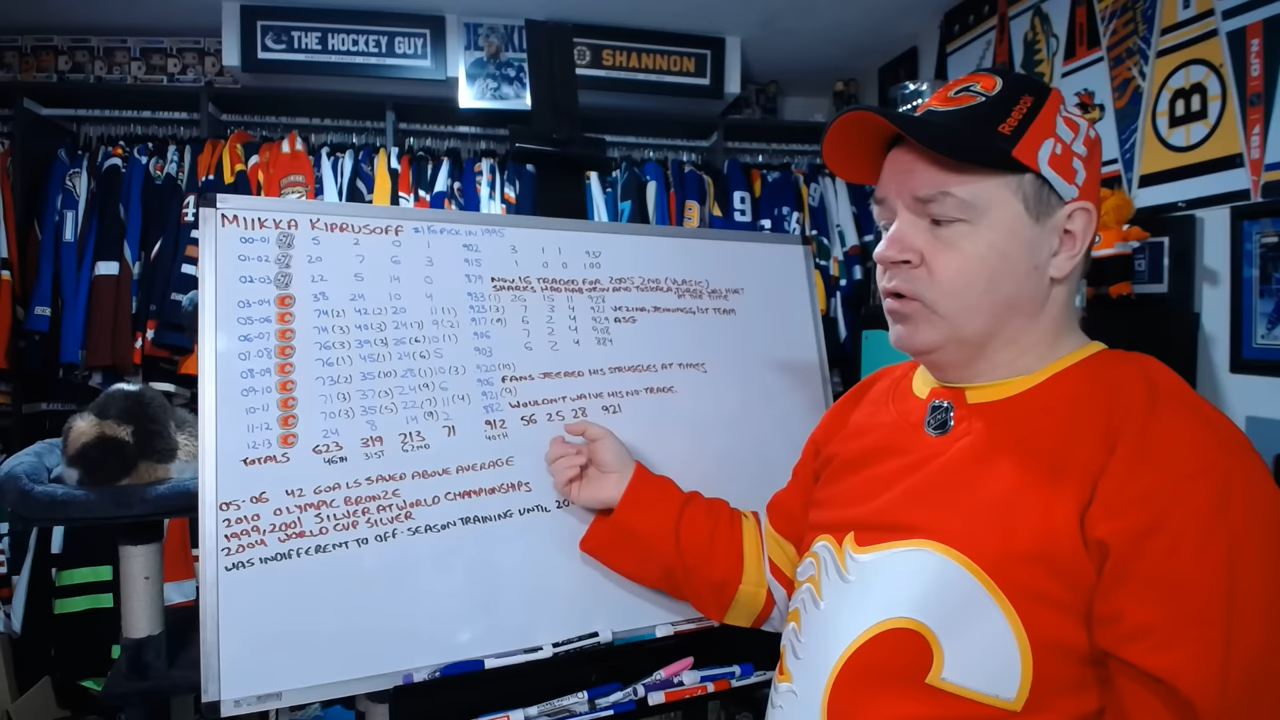 THE HOCKEY GUY
SHANNON
Reebok
MIIKKA KIPRUSOFF #116 PICK IN 1995
00-01 5 2 0 1 902 3 1 1 937
01-02 20 7 6 3 915 1 0 0 1.00
02-03 22 5 14 0 879 NOV.16 TRADED FOR 2005 2ND (VLASIC)
SHARKS HAD NABOKOV AND TOSKALA, TUREK WAS HURT AT THE TIME
03-04 38 24 10 4 933(1) 26 15 11 928
05-06 74(2) 42(2) 20 11(1) 923(3) 7 3 4 921 VEZINA, JENNINGS, 1ST TEAM
06-07 74(3) 40(3) 24(7) 9(2) 917(9) 6 2 4 929 ASG
07-08 76(3) 39(3) 26(6) 10(1) 906 7 2 4 908
08-09 76(1) 45(1) 24(6) 5 903 6 2 4 884
09-10 73(2) 35(10) 28(1) 10(3) 920(10)
10-11 71(3) 37(3) 24(9) 6 906 FANS JEERED HIS STRUGGLES AT TIMES
11-12 70(3) 35(5) 22(7) 11(4) 921(9)
12-13 24 8 14(9) 2 882 WOULDN'T WAIVE HIS NO-TRADE.
TOTALS 623 319 213 71 .912 56 25 28 921
46TH 31ST 62ND 40TH
05-06 42 GOALS SAVED ABOVE AVERAGE
2010 OLYMPIC BRONZE
1999, 2001 SILVER AT WORLD CHAMPIONSHIPS
2004 WORLD CUP SILVER
WAS INDIFFERENT TO OFF-SEASON TRAINING UNTIL
NHL
B